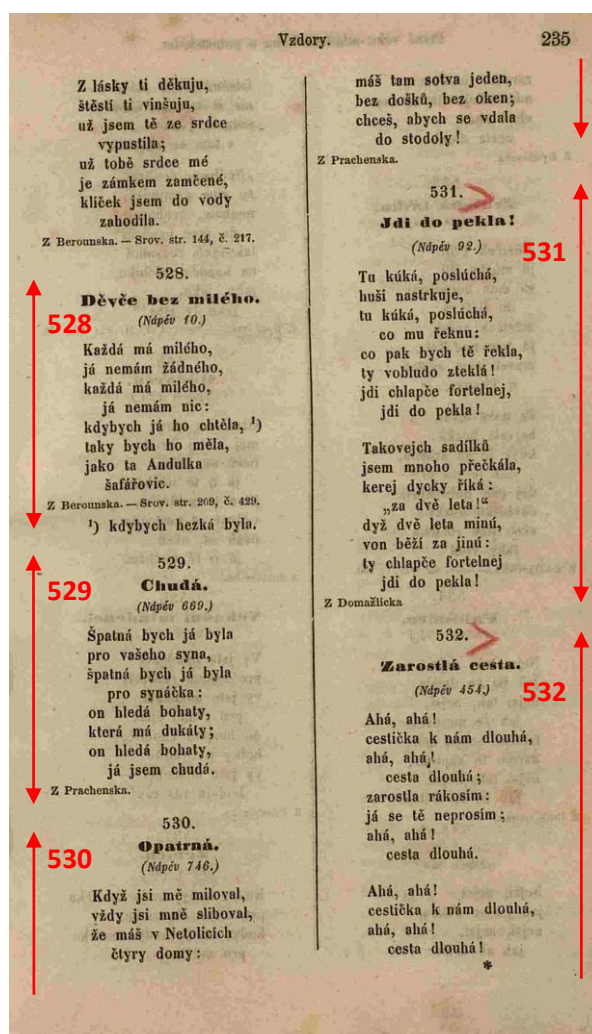 Vzdory.
235
Z lásky ti děkuju,
štěstí ti vinšuju,
už jsem tě ze srdce
vypustila;
už tobě srdce mé
je zámkem zamčené,
klíček jsem do vody
zahodila.
Z Berounska. — Srov. str. 144, č. 217.
528.
Děvče bez milého.
528
(Nápěv 10.)
Každá má milého,
já nemám žádného,
každá má milého,
já nemám nic:
kdybych já ho chtěla, ¹)
taky bych ho měla,
jako ta Andulka
šafářovic.
Z Berounska. — Srov. str. 209, č. 429.
¹) kdybych hezká byla.
529.
529
Chudá.
(Nápěv 669.)
Špatná bych já byla
pro vašeho syna,
špatná bych já byla
pro synáčka:
on hledá bohaty,
která má dukáty;
on hledá bohaty,
já jsem chudá.
Z Prachenska.
530.
Opatrná.
530
(Nápěv 746.)
Když jsi mě miloval,
vždy jsi mně sliboval,
že máš v Netolicích
čtyry domy:
máš tam sotva jeden,
bez došků, bez oken;
chceš, abych se vdala
do stodoly!
Z Prachenska.
531.
Jdi do pekla!
(Nápěv 92.)
531
Tu kúká, poslúchá,
huši nastrkuje,
tu kúká, poslúchá,
co mu řeknu:
co pak bych tě řekla,
ty vobludo zteklá!
jdi chlapče fortelnej,
jdi do pekla!
Takovejch sadílků
jsem mnoho přečkála,
kerej dycky říká:
„za dvě leta!“
dyž dvě leta minú,
von běží za jinú:
ty chlapče fortelnej
jdi do pekla!
Z Domažlicka
532.
Zarostlá cesta.
(Nápěv 454.)
532
Ahá, ahá!
cestička k nám dlouhá,
ahá, ahá!
cesta dlouhá;
zarostla rákosím:
já se tě neprosím;
ahá, ahá!
cesta dlouhá.
Ahá, ahá!
cestička k nám dlouhá,
ahá, ahá!
cesta dlouhá!
*